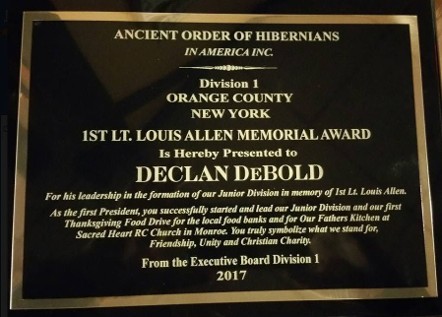 ANCIENT ORDER OF HIBERNIANS
IN AMERICA INC.
Division 1
ORANGE COUNTY
NEW YORK
1ST LT. LOUIS ALLEN MEMORIAL AWARD
Is Hereby Presented to
DECLAN DEBOLD
For his leadership in the formation of our Junior Division in memory of 1st Lt. Louis Allen.
As the first President, you successfully started and lead our Junior Division and our first
Thanksgiving Food Drive for the local food banks and for Our Fathers Kitchen at
Sacred Heart RC Church in Monroe. You truly symbolize what we stand for,
Friendship, Unity and Christian Charity.
From the Executive Board Division 1
2017